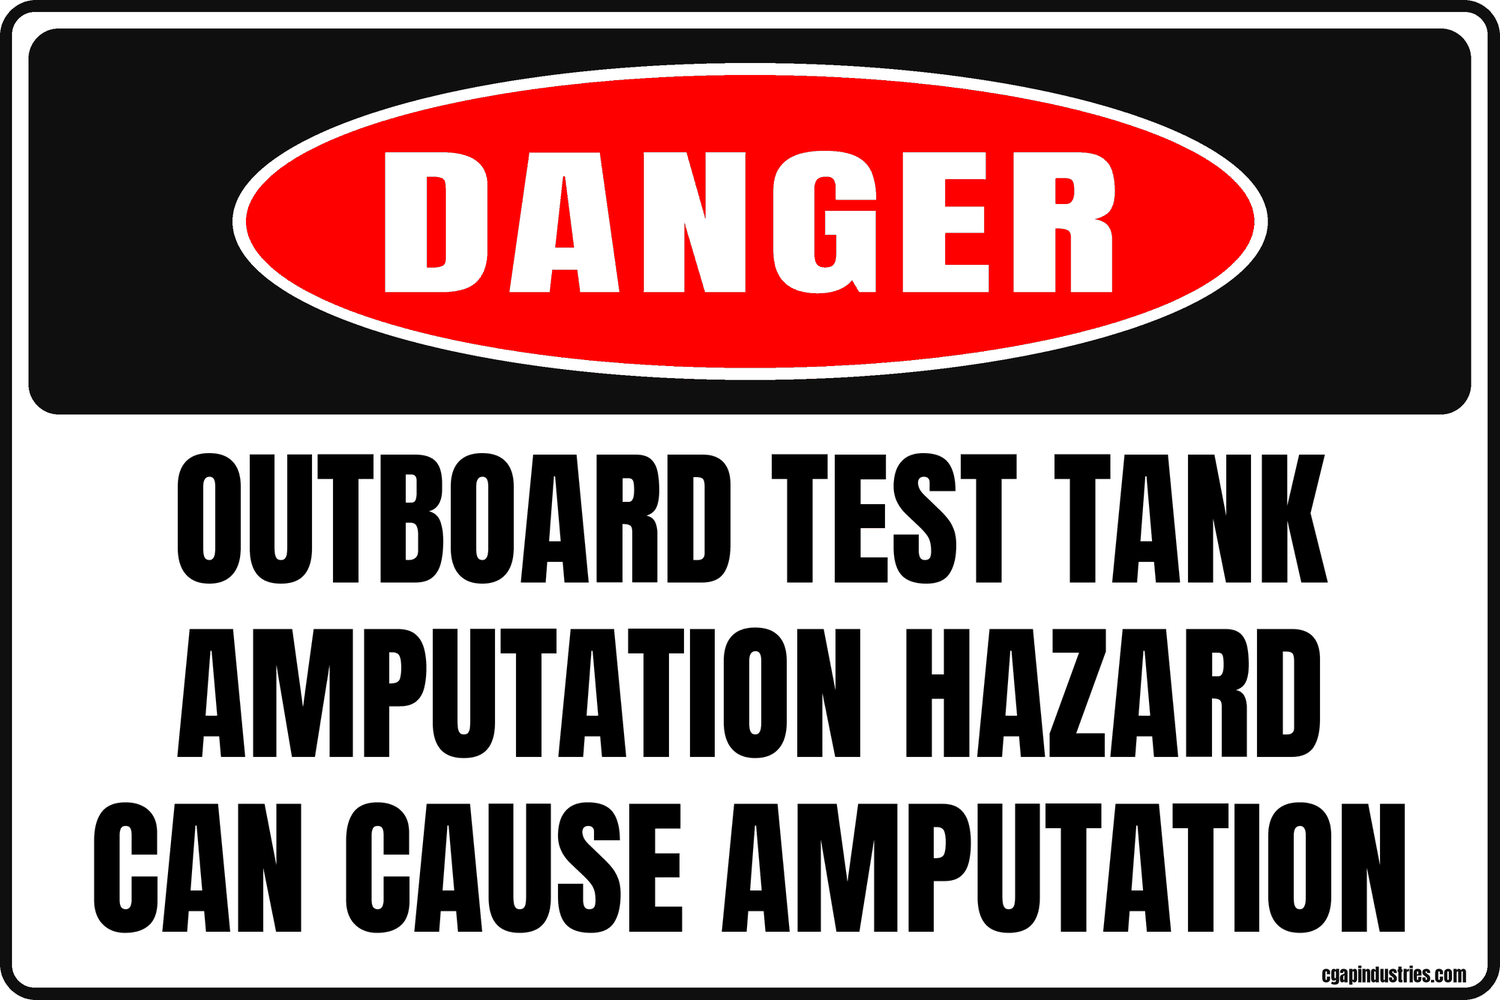 DANGER
OUTBOARD TEST TANK
AMPUTATION HAZARD
CAN CAUSE AMPUTATION
cgapindustries.com